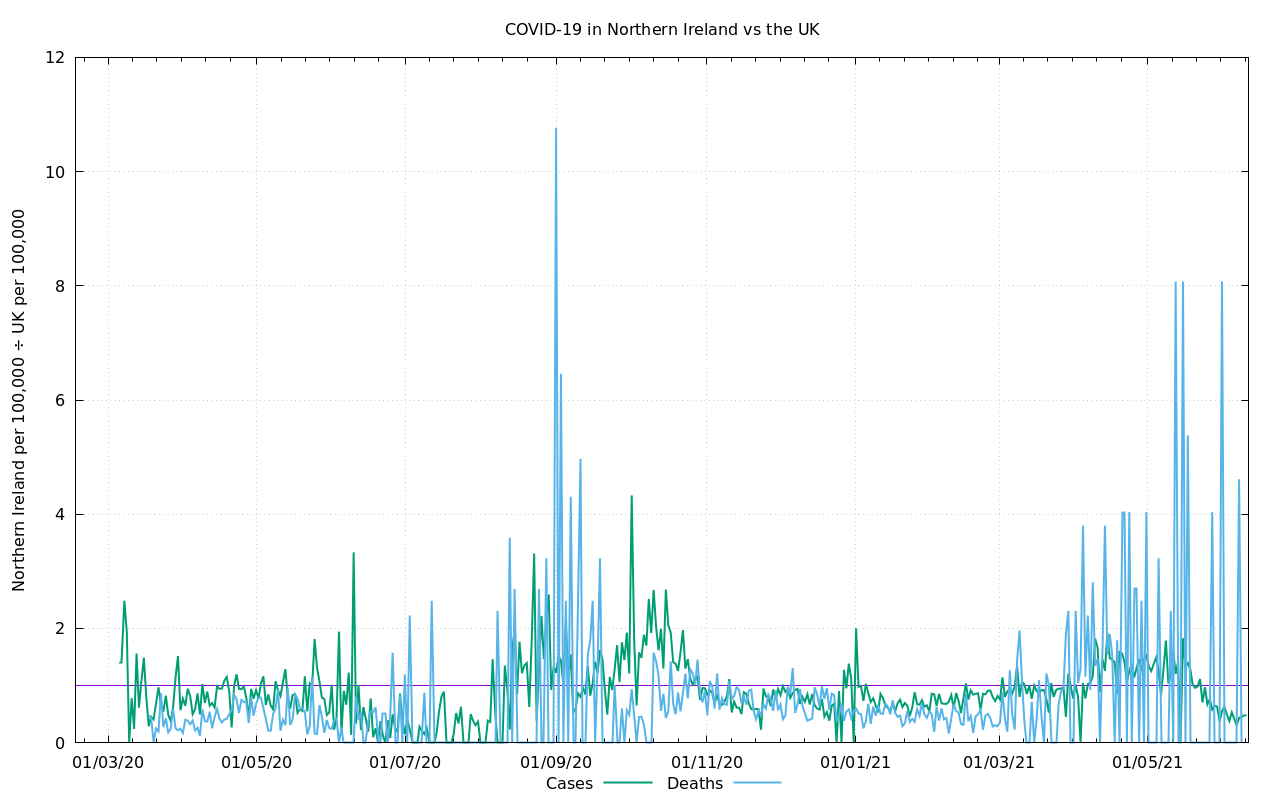 COVID-19 in Northern Ireland vs the UK
Northern Ireland per 100,000 ÷ UK per 100,000
12
10
8
6
4
2
0
01/03/20 01/05/20 01/07/20 01/09/20 01/11/20 01/01/21 01/03/21 01/05/21
Cases Deaths